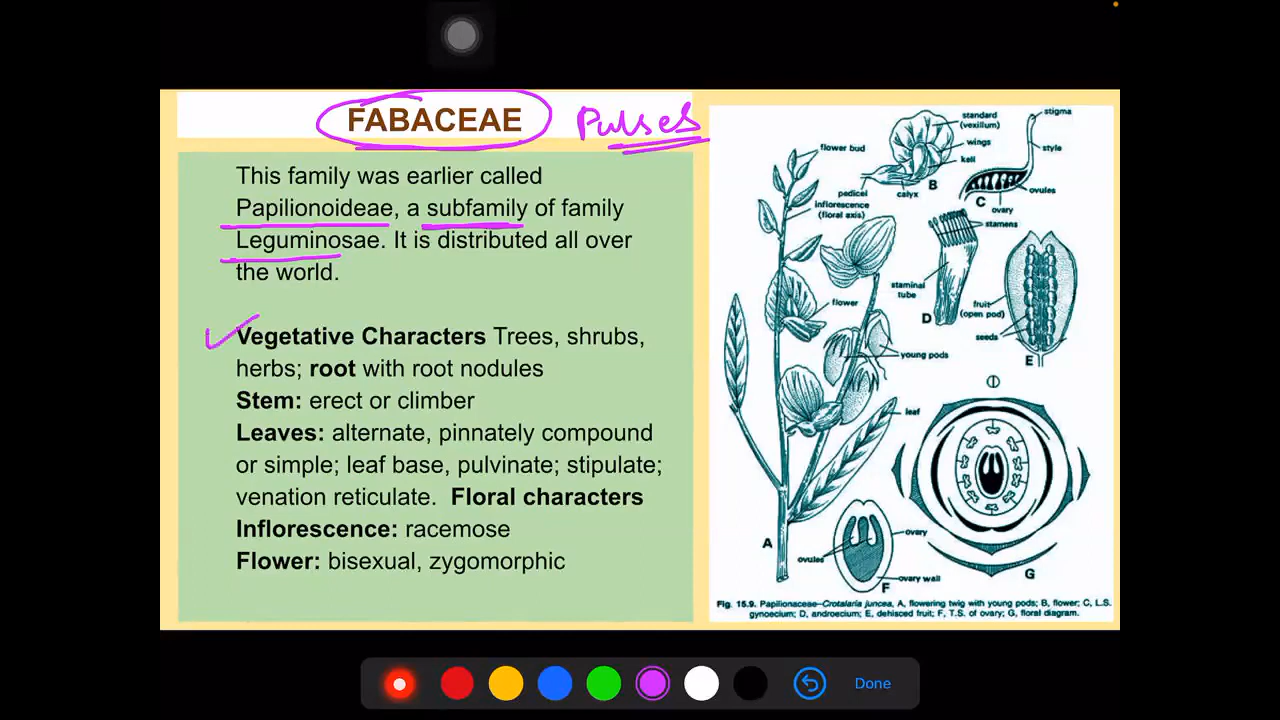 FABACEAE Pulses
This family was earlier called
Papilionoideae, a subfamily of family
Leguminosae. It is distributed all over
the world.
Vegetative Characters Trees, shrubs,
herbs; root with root nodules
Stem: erect or climber
Leaves: alternate, pinnately compound
or simple; leaf base, pulvinate; stipulate;
venation reticulate. Floral characters
Inflorescence: racemose
Flower: bisexual, zygomorphic
flower bud
standard
(vexillum)
wings
keil
B
pedicel
calyx
inflorescence
(floral axis)
stigma
style
ovules
C
ovary
stamens
staminal
tube
D
flower
fruit
(open pod)
seeds
E
young pods
leaf
A
ovary
ovules
ovary wall
F
G
Fig. 15.9. Papilionaceae–Crotalaria juncea, A, flowering twig with young pods; B, flower; C, L.S.
gynoecium; D, androecium; E, dehisced fruit; F, T.S. of ovary; G, floral diagram.
Done